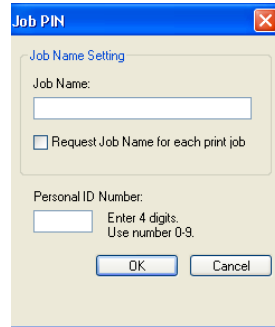 Job PIN
Job Name Setting
Job Name:
Request Job Name for each print job
Personal ID Number:
Enter 4 digits.
Use number 0-9.
OK Cancel